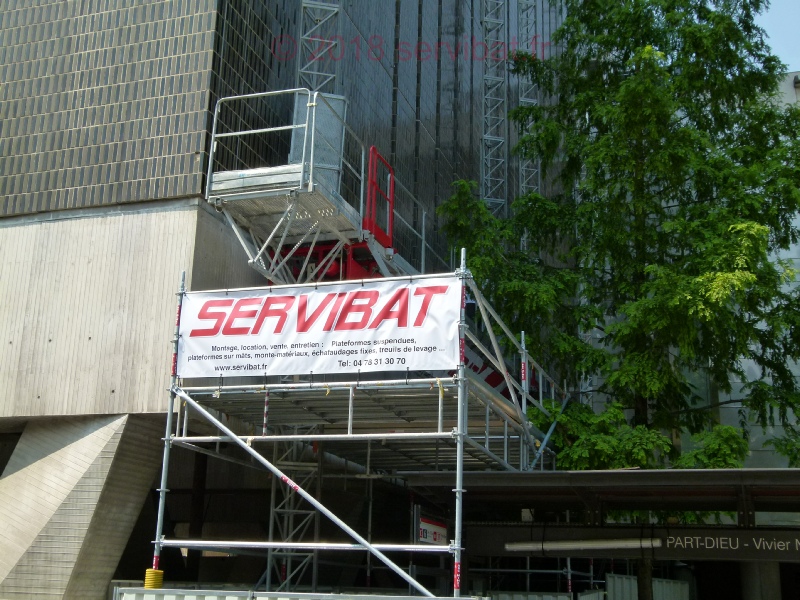 © 2018 servibat.fr
SERVIBAT
Montage, location, vente, entretien : Plateformes suspendues,
plateformes sur mâts, monte-matériaux, échafaudages fixes, treuils de levage ...
www.servibat.fr Tel: 04 78 31 30 70
PART-DIEU - Vivier